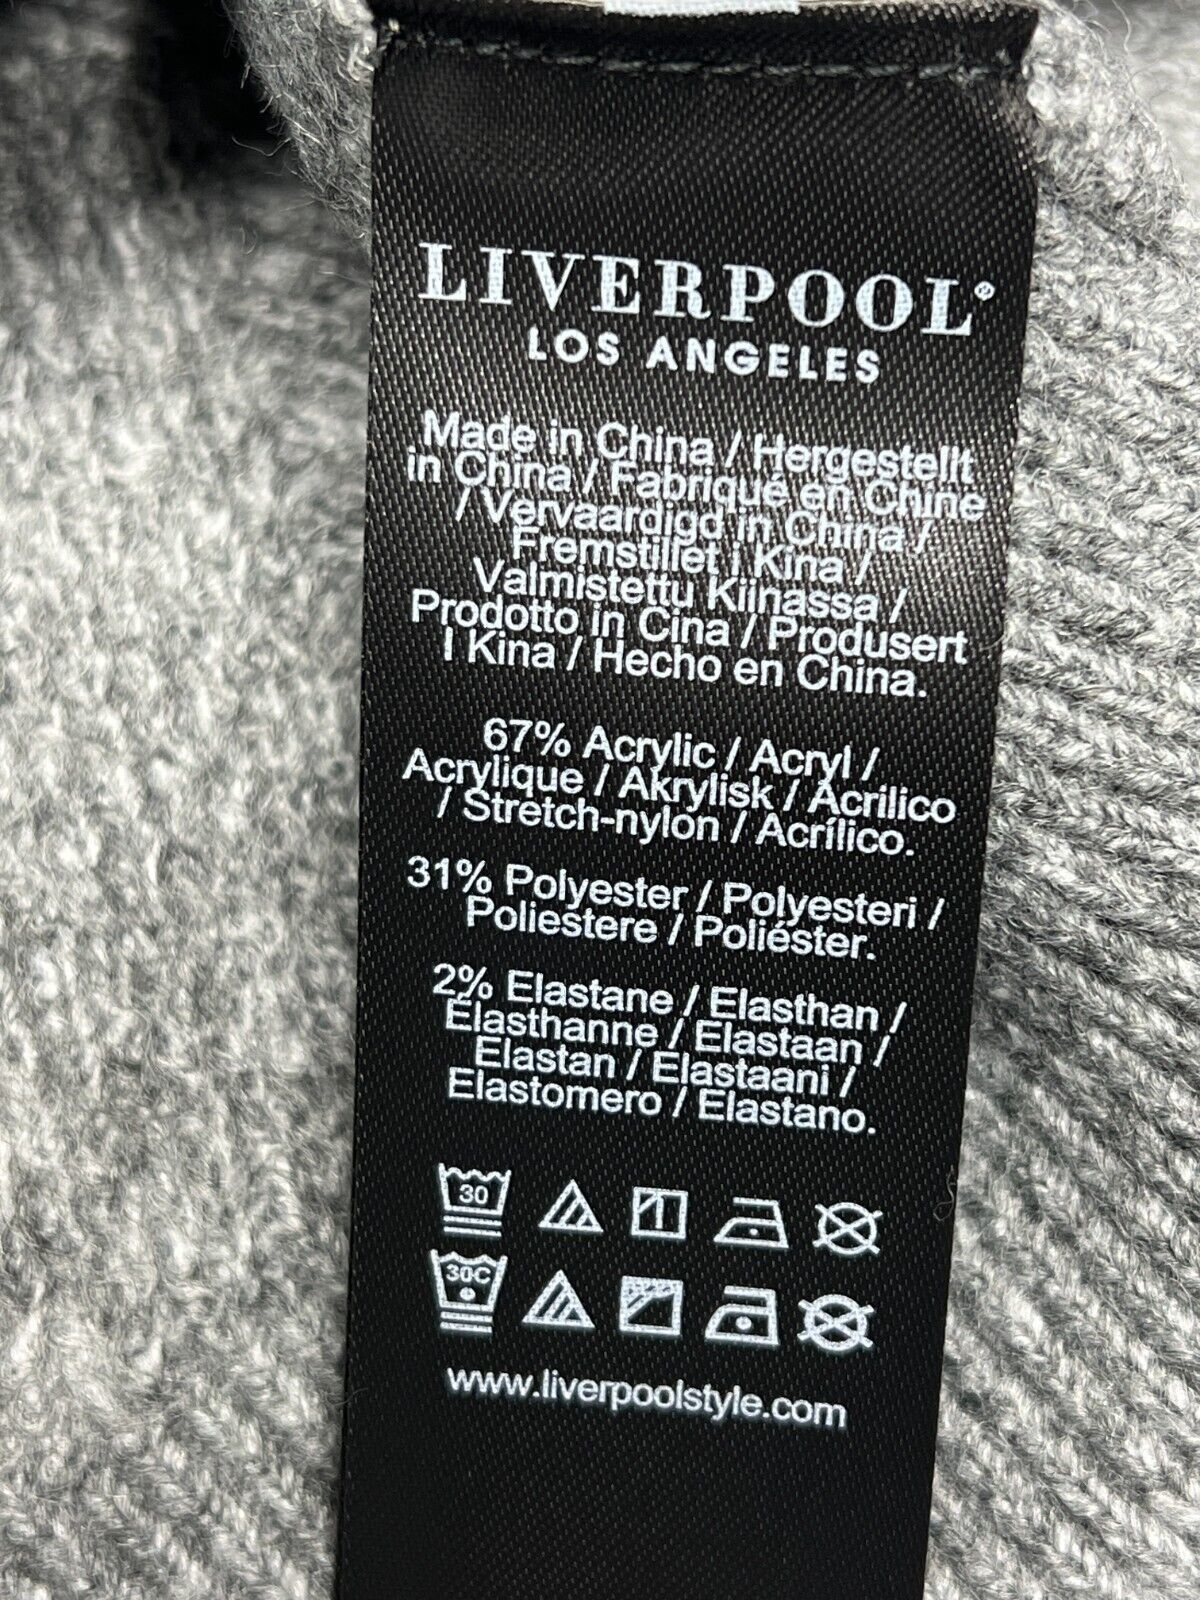 LIVERPOOL®
LOS ANGELES
Made in China / Hergestellt
in China / Fabriqué en Chine
/ Vervaardigd in China /
Fremstillet i Kina /
Valmistettu Kiinassa /
Prodotto in Cina / Produsert
I Kina / Hecho en China.
67% Acrylic / Acryl /
Acrylique / Akrylisk / Acrilico
/ Stretch-nylon / Acrílico.
31% Polyester / Polyesteri /
Poliestere / Poliéster.
2% Elastane / Elasthan /
Élasthanne / Elastaan /
Elastan / Elastaani /
Elastomero / Elastano.
30
30C
www.liverpoolstyle.com